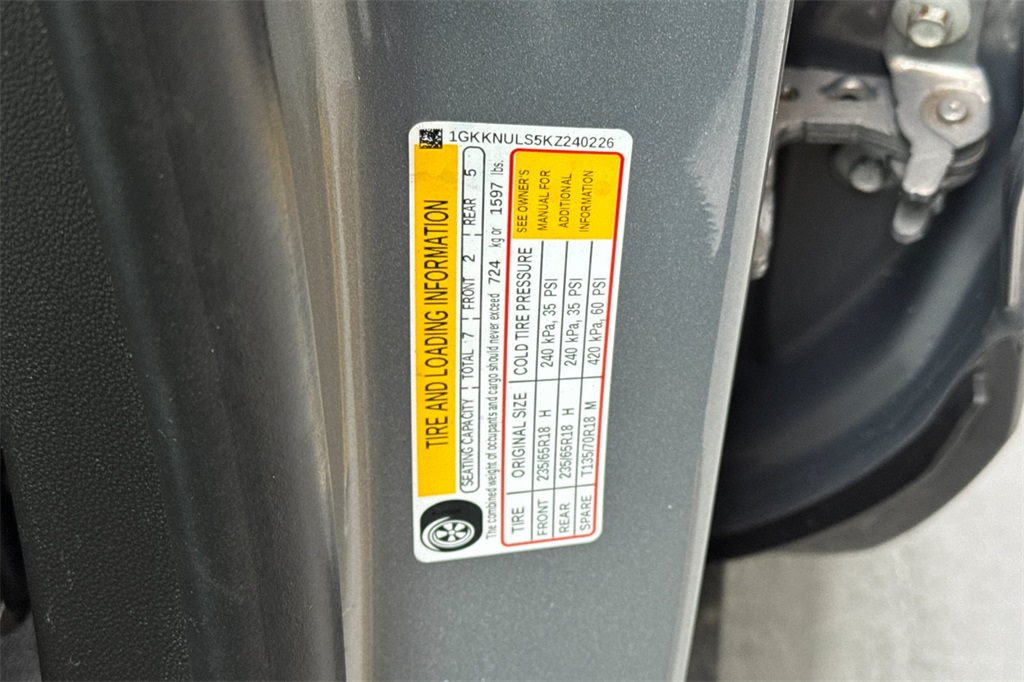 1GKKNULS5KZ240226
TIRE AND LOADING INFORMATION
SEATING CAPACITY TOTAL 7 FRONT 2 REAR 5
The combined weight of occupants and cargo should never exceed 724 kg or 1597 lbs.
TIRE ORIGINAL SIZE COLD TIRE PRESSURE SEE OWNER'S
FRONT 235/65R18 H 240 kPa, 35 PSI MANUAL FOR
REAR 235/65R18 H 240 kPa, 35 PSI ADDITIONAL
SPARE T135/70R18 M 420 kPa, 60 PSI INFORMATION